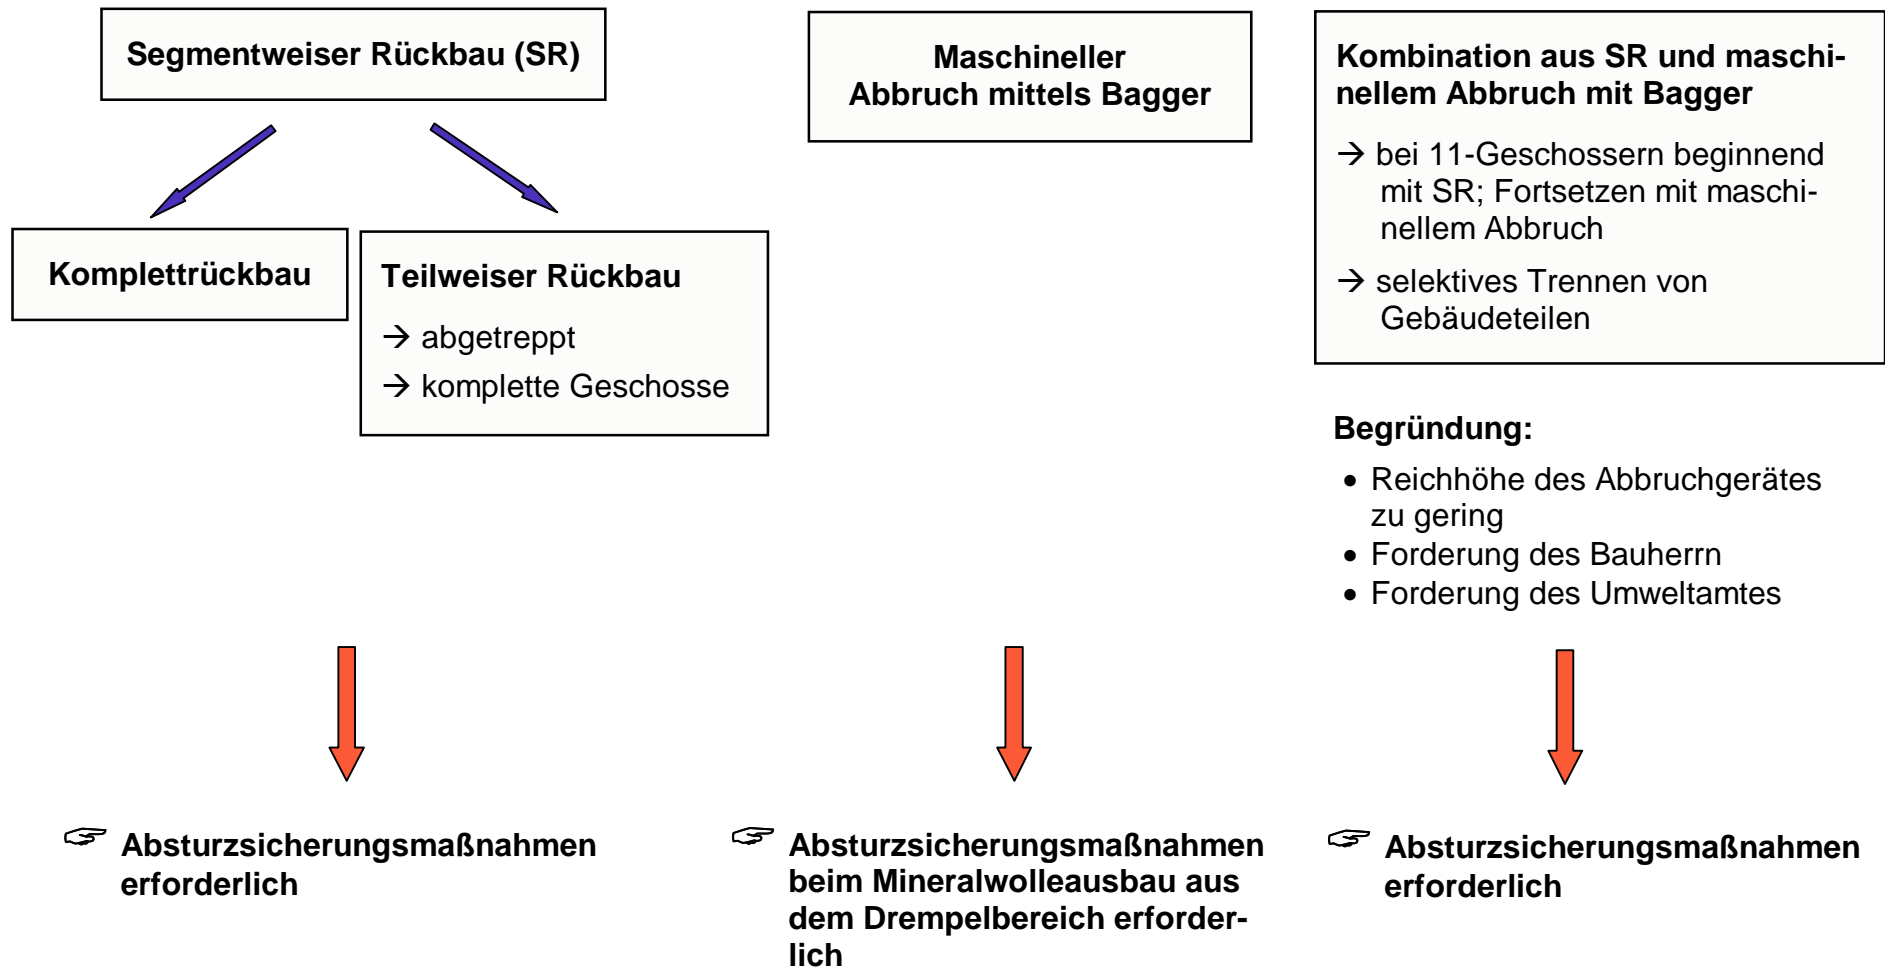 Segmentweiser Rückbau (SR)
Komplettrückbau
Teilweiser Rückbau
→ abgetreppt
→ komplette Geschosse
☞ Absturzsicherungsmaßnahmen
erforderlich
Maschineller
Abbruch mittels Bagger
☞ Absturzsicherungsmaßnahmen
beim Mineralwolleausbau aus
dem Drempelbereich erforder-
lich
Kombination aus SR und maschi-
nellem Abbruch mit Bagger
→ bei 11-Geschossern beginnend
mit SR; Fortsetzen mit maschi-
nellem Abbruch
→ selektives Trennen von
Gebäudeteilen
Begründung:
• Reichhöhe des Abbruchgerätes
zu gering
• Forderung des Bauherrn
• Forderung des Umweltamtes
☞ Absturzsicherungsmaßnahmen
erforderlich